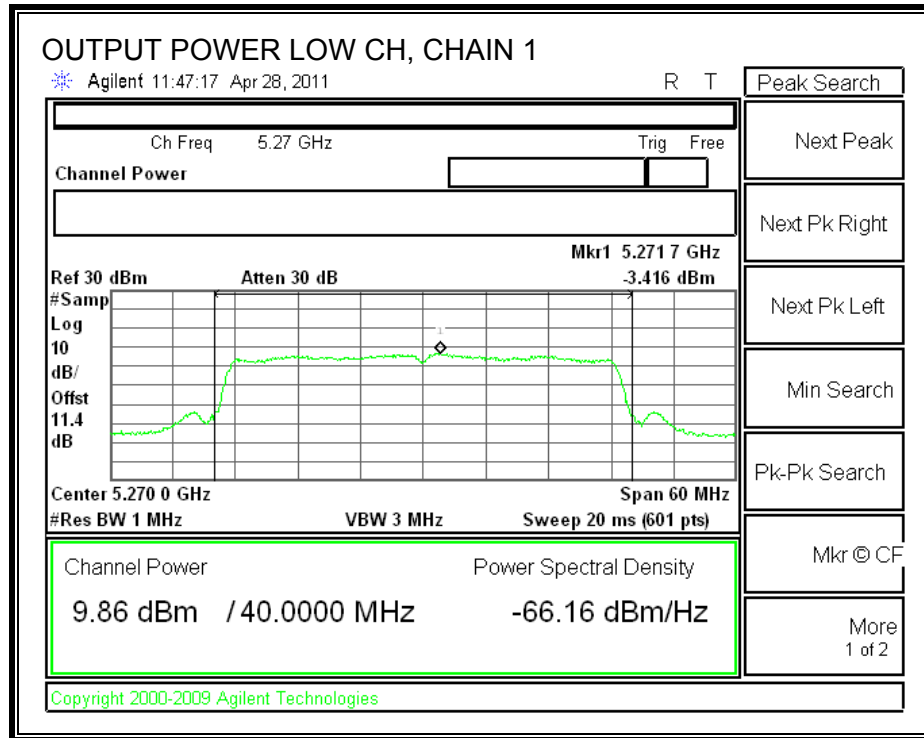 OUTPUT POWER LOW CH, CHAIN 1
Agilent 11:47:17 Apr 28, 2011 R T
Peak Search
Ch Freq 5.27 GHz Trig Free
Channel Power
Mkr1 5.271 7 GHz
Ref 30 dBm Atten 30 dB -3.416 dBm
#Samp
Log
10
dB/
Offst
11.4
dB
1
Center 5.270 0 GHz Span 60 MHz
#Res BW 1 MHz VBW 3 MHz Sweep 20 ms (601 pts)
Channel Power Power Spectral Density
9.86 dBm / 40.0000 MHz -66.16 dBm/Hz
Copyright 2000-2009 Agilent Technologies
Next Peak
Next Pk Right
Next Pk Left
Min Search
Pk-Pk Search
Mkr © CF
More
1 of 2